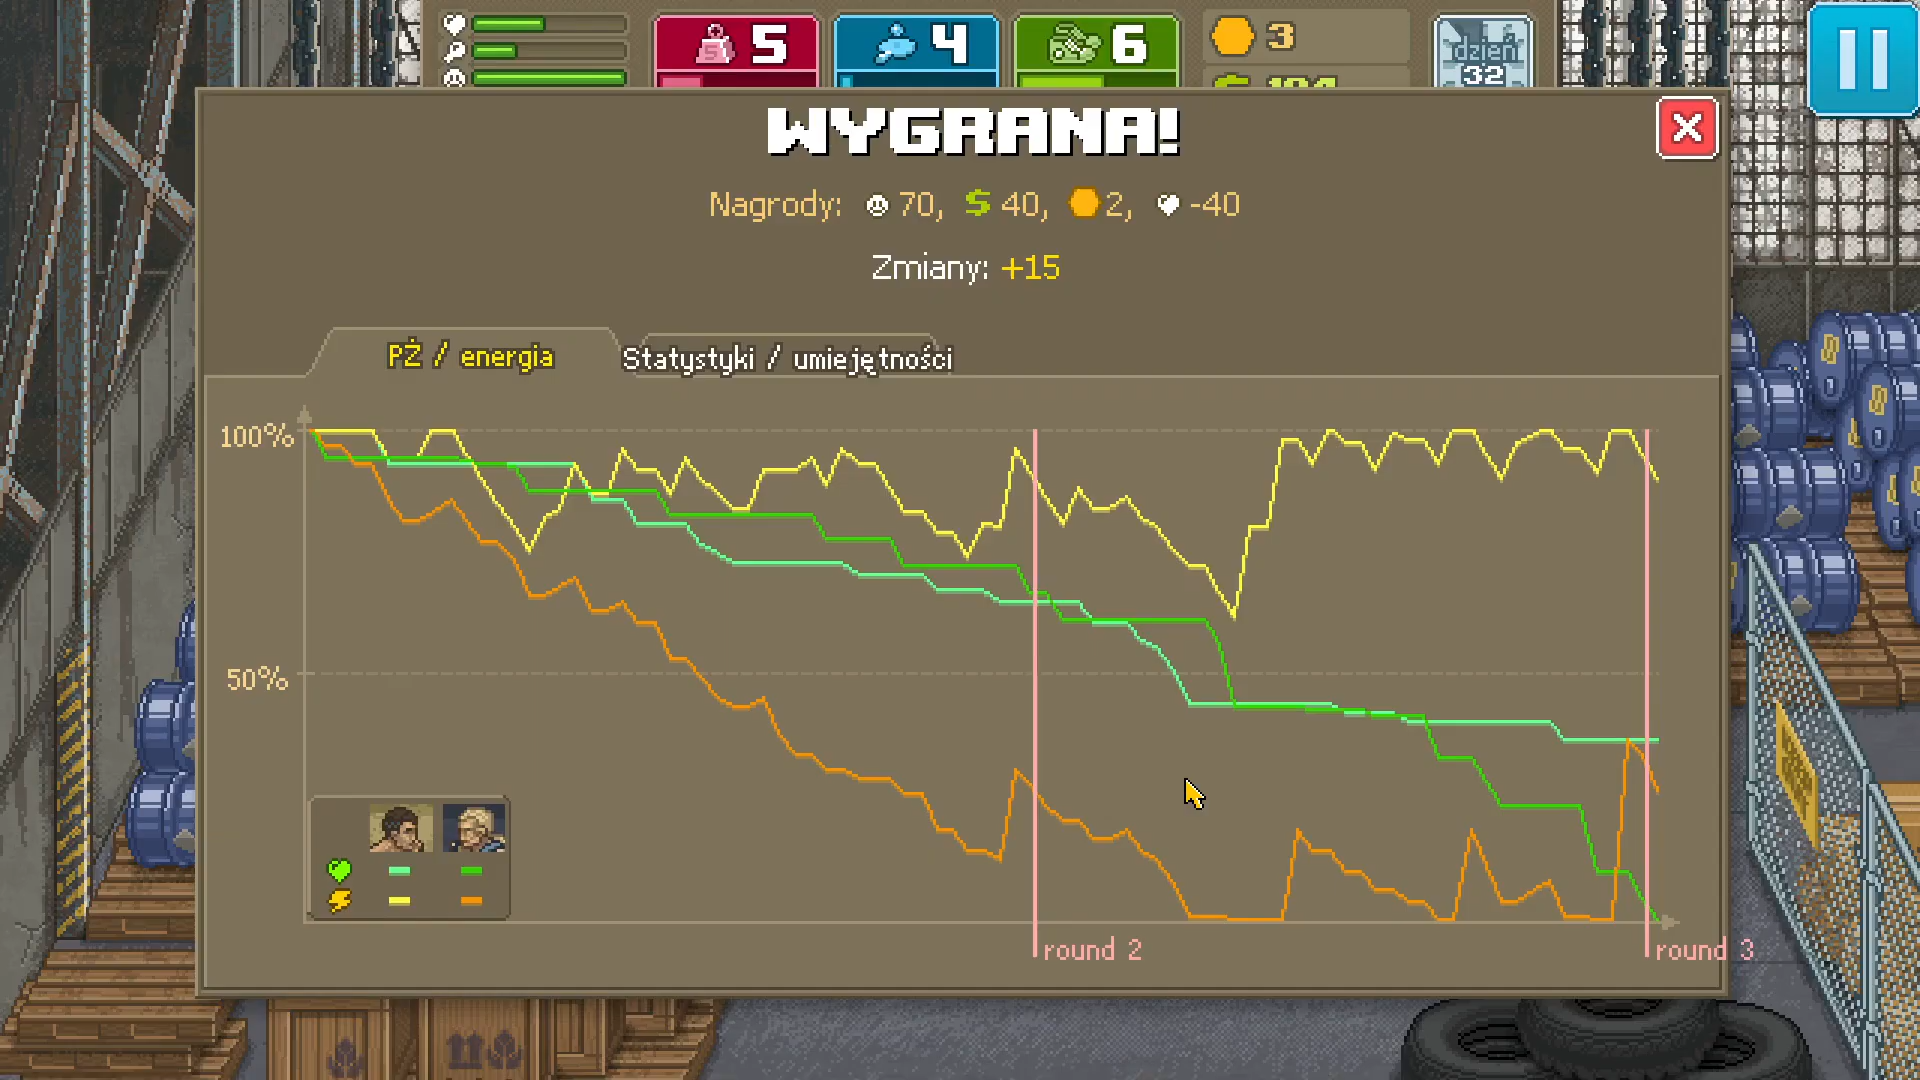 5 4 6 3 dzień
32
WYGRANA!
Nagrody: 70, $ 40, 2, -40
Zmiany: +15
PŻ / energia Statystyki / umiejętności
100%
50%
round 2 round 3